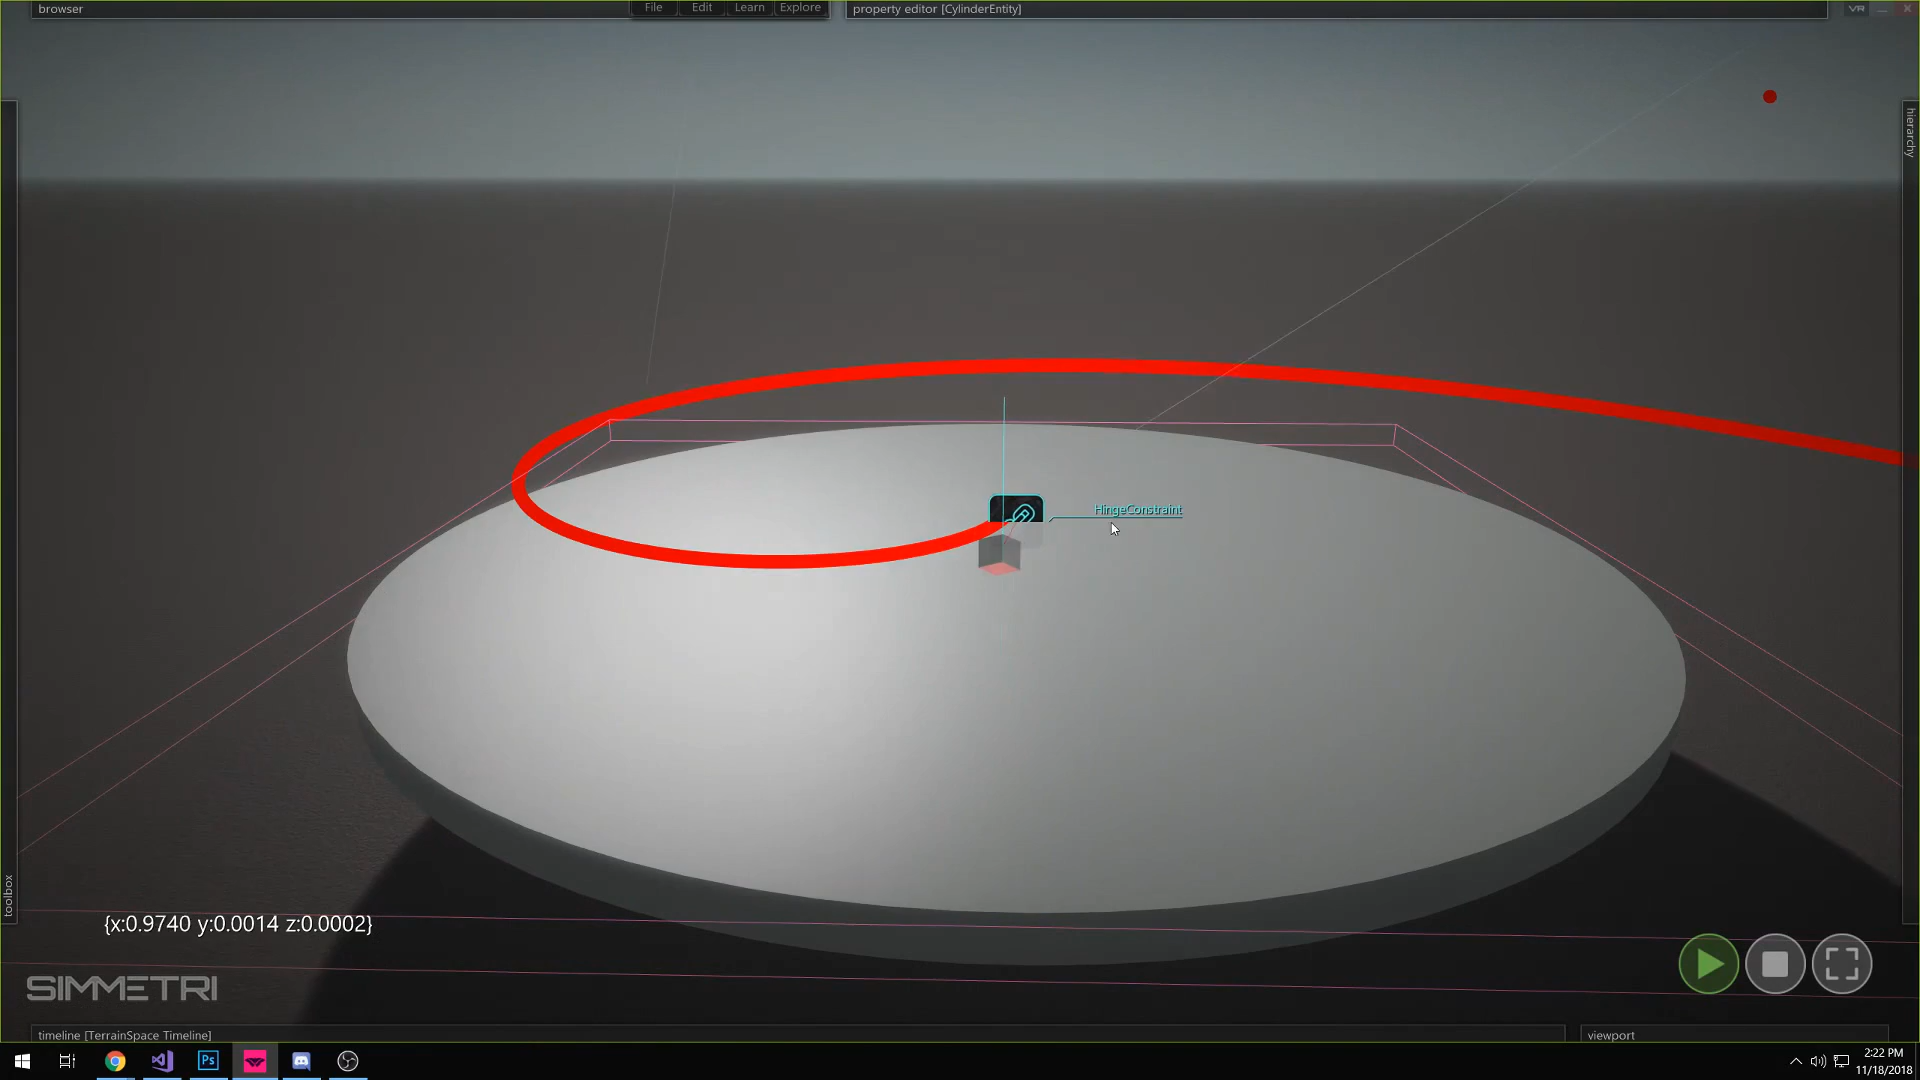 browser
File Edit Learn Explore
property editor [CylinderEntity]
VR
hierarchy
HingeConstraint
toolbox
{x:0.9740 y:0.0014 z:0.0002}
SIMMETRI
timeline [TerrainSpace Timeline]
viewport
Ps
2:22 PM
11/18/2018